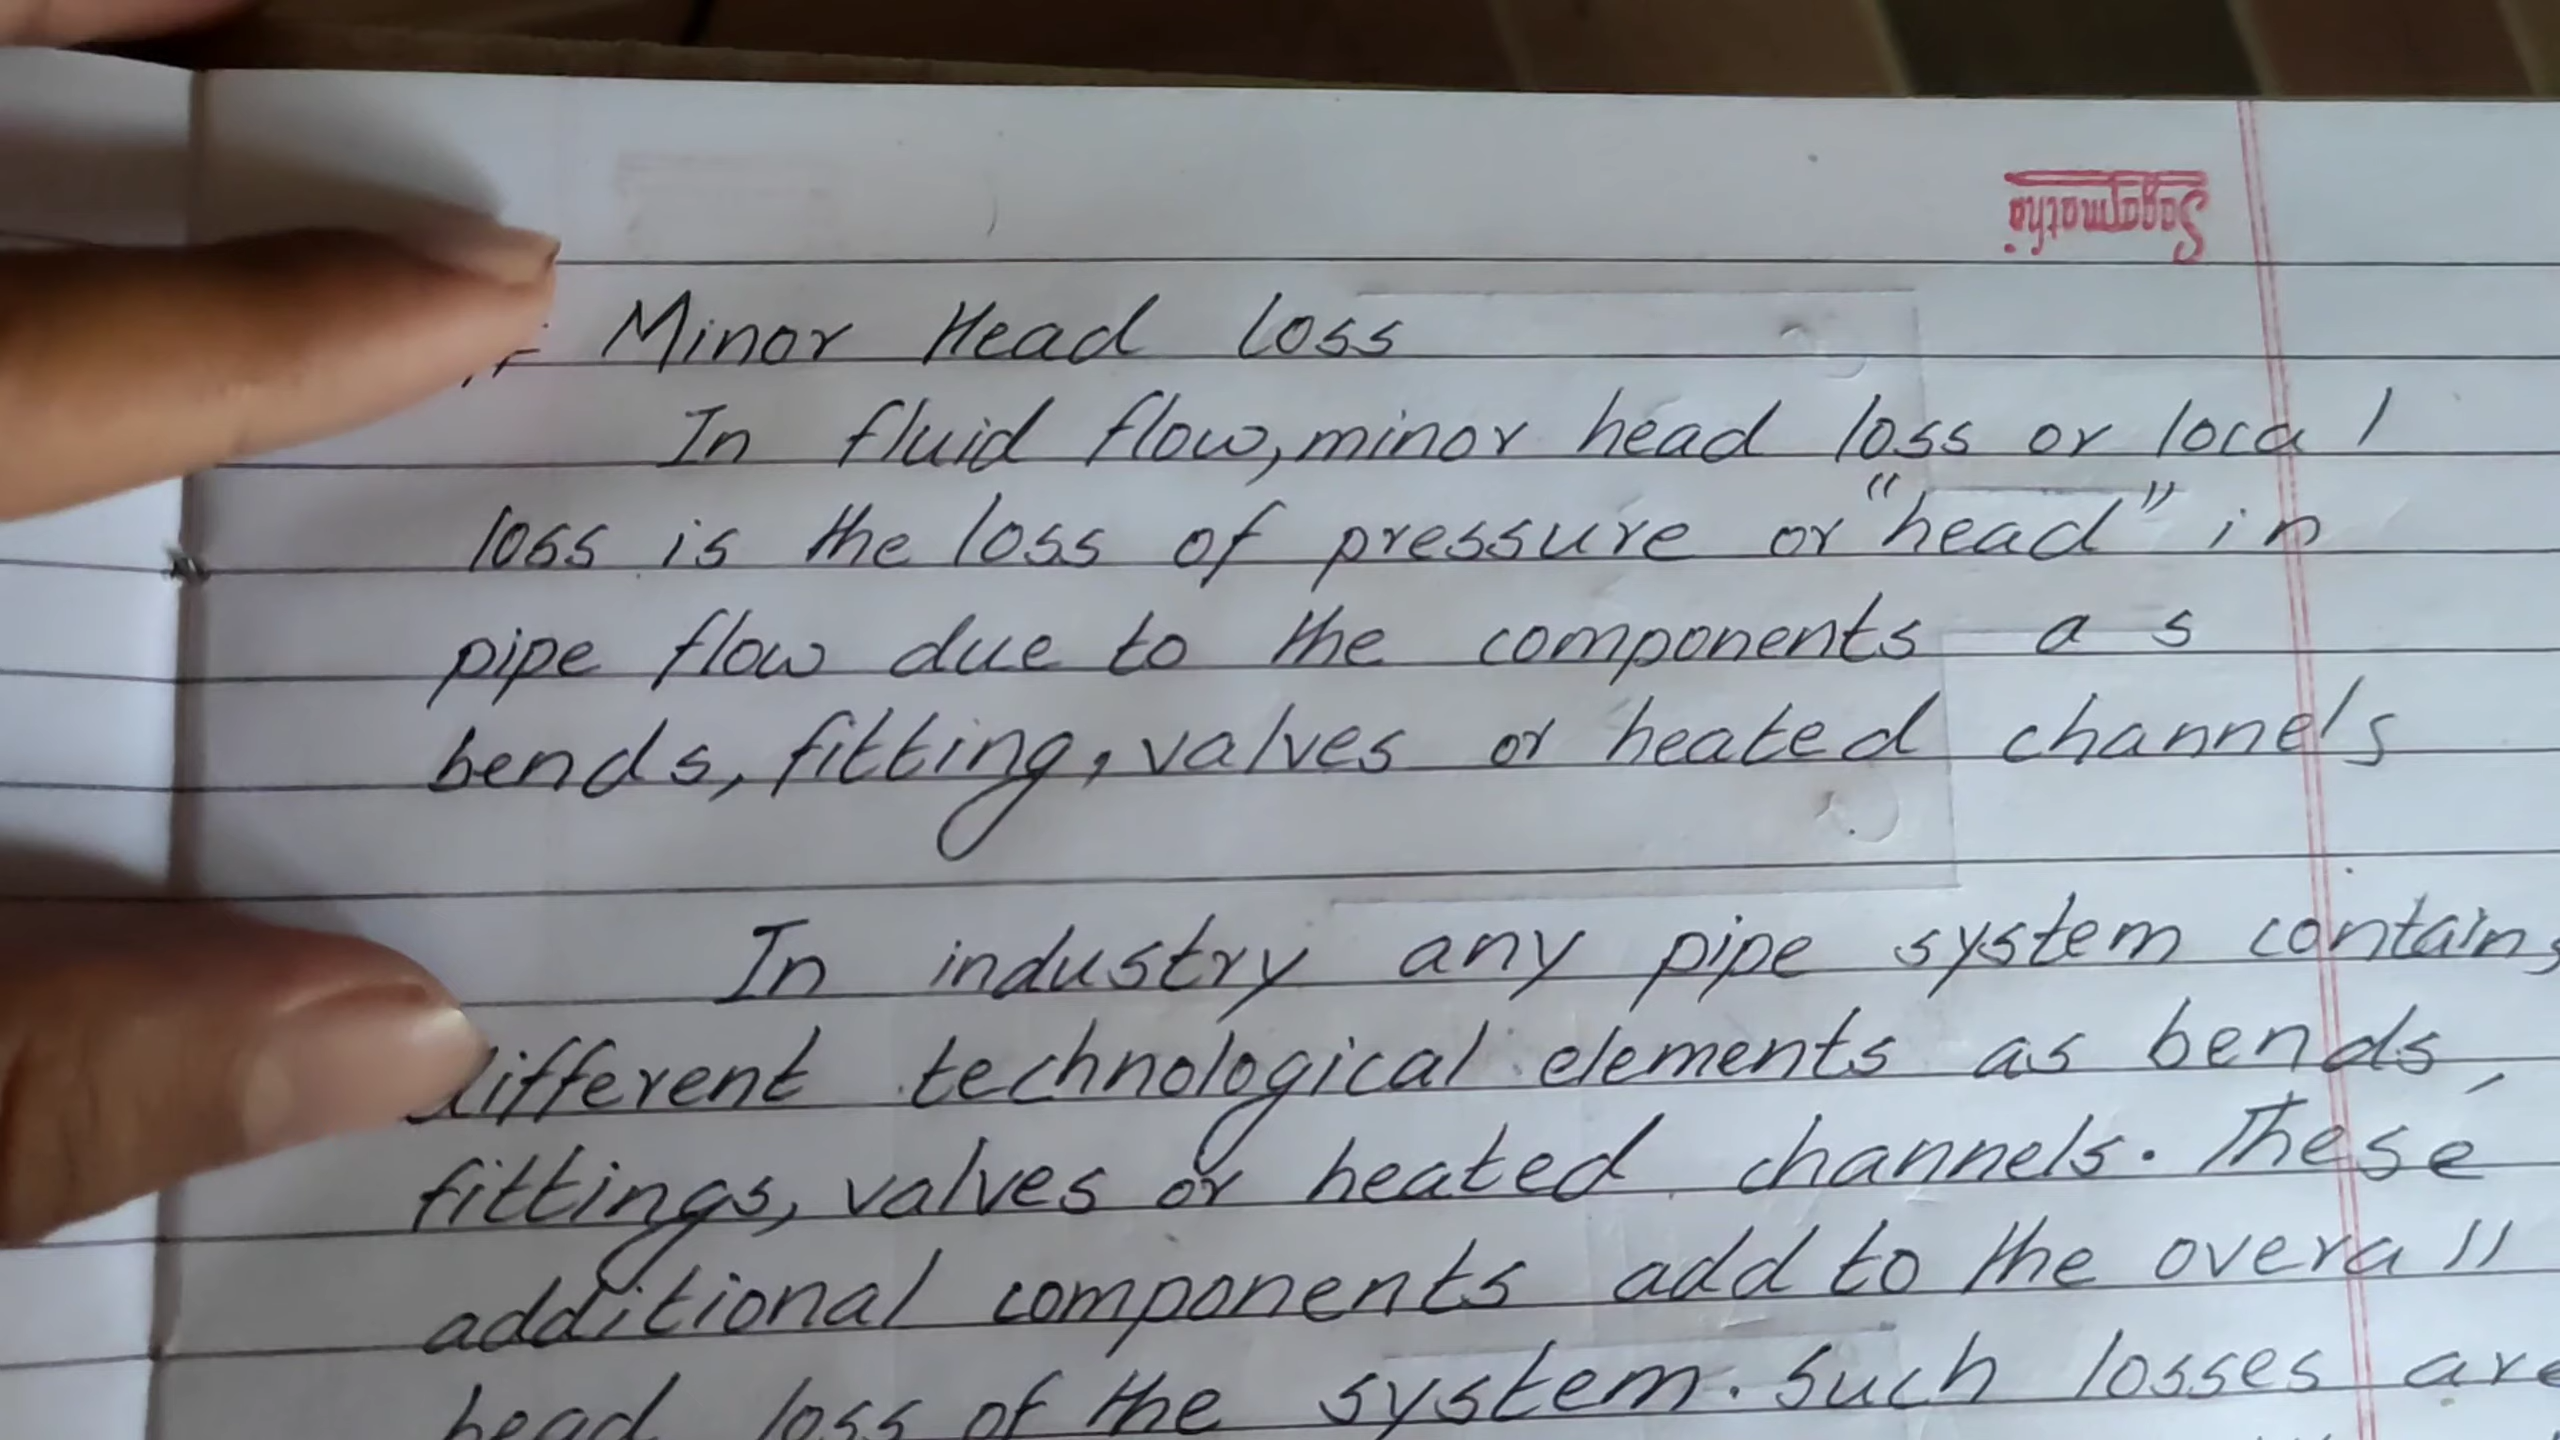 Sagarmatha
# Minor Head loss
In fluid flow, minor head loss or local
loss is the loss of pressure or "head" in
pipe flow due to the components as
bends, fitting, valves or heated channels
In industry any pipe system contains
different technological elements as bends,
fittings, valves or heated channels. These
additional components add to the overall
head loss of the system. Such losses are